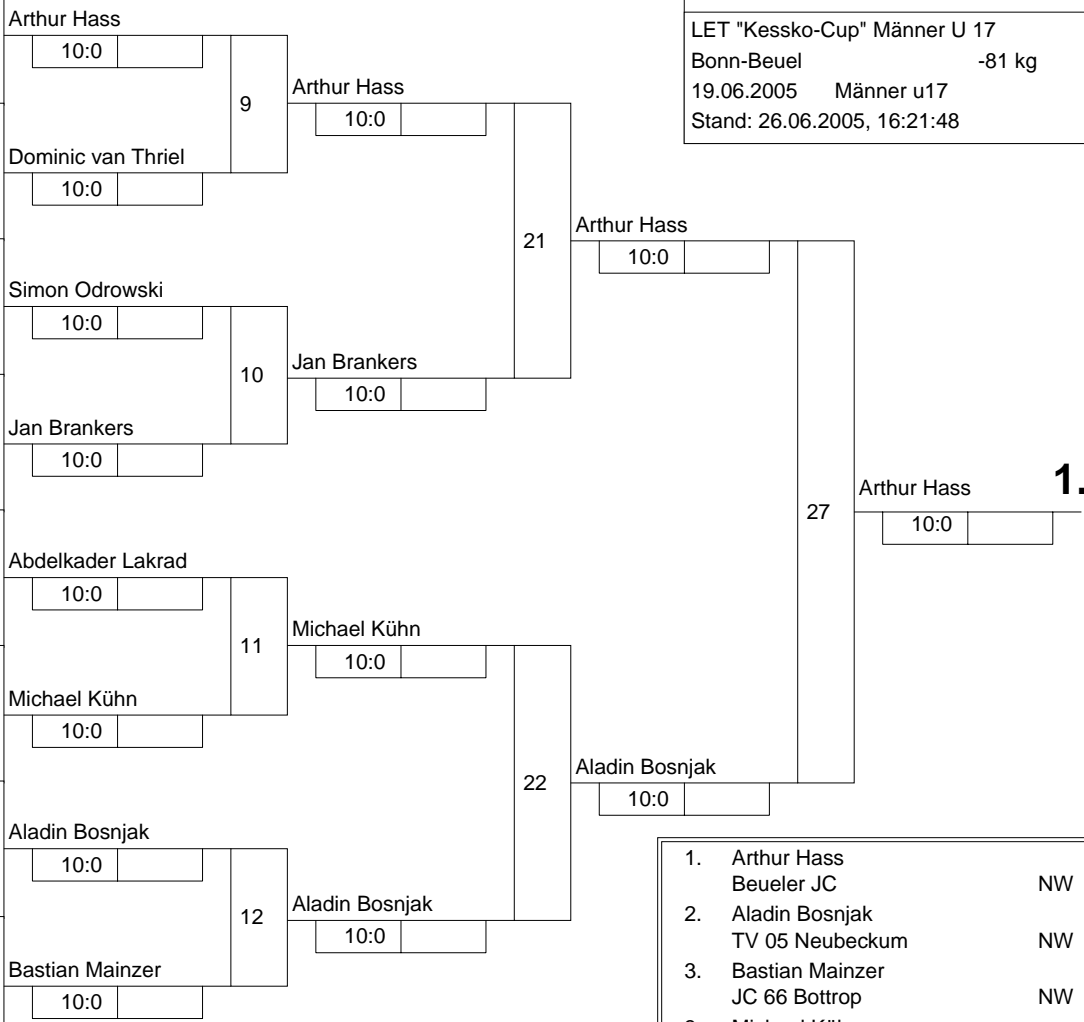 Arthur Hass
10:0
9
Dominic van Thriel
10:0
Simon Odrowski
10:0
10
Jan Brankers
10:0
Abdelkader Lakrad
10:0
11
Michael Kühn
10:0
Aladin Bosnjak
10:0
12
Bastian Mainzer
10:0
Arthur Hass
10:0
21
Jan Brankers
10:0
Michael Kühn
10:0
22
Aladin Bosnjak
10:0
Arthur Hass
10:0
27
Aladin Bosnjak
10:0
Arthur Hass 1.
10:0
LET "Kessko-Cup" Männer U 17
Bonn-Beuel -81 kg
19.06.2005 Männer u17
Stand: 26.06.2005, 16:21:48
1. Arthur Hass
Beueler JC NW
2. Aladin Bosnjak
TV 05 Neubeckum NW
3. Bastian Mainzer
JC 66 Bottrop NW